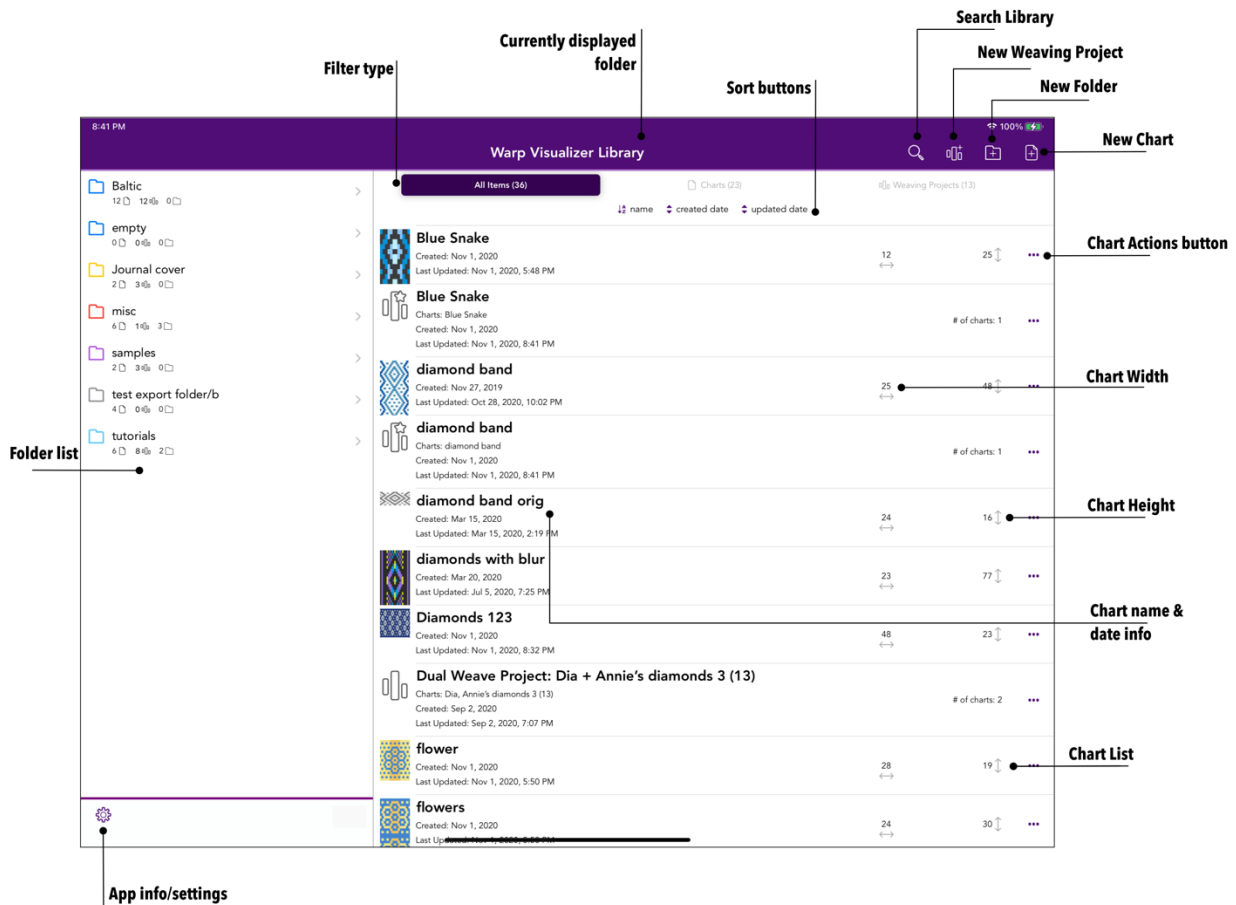 Search Library
Currently displayed
folder
New Weaving Project
Filter type
Sort buttons
New Folder
New Chart
8:41 PM
100%
Warp Visualizer Library
All Items (36)
Charts (23)
Weaving Projects (13)
name
created date
updated date
Baltic
12 12 0
empty
0 0 0
Journal cover
2 3 0
misc
6 1 3
samples
2 3 0
test export folder/b
4 0 0
tutorials
6 8 2
Folder list
Blue Snake
Created: Nov 1, 2020
Last Updated: Nov 1, 2020, 5:48 PM
12
25
Chart Actions button
Blue Snake
Charts: Blue Snake
Created: Nov 1, 2020
Last Updated: Nov 1, 2020, 8:41 PM
# of charts: 1
diamond band
Created: Nov 27, 2019
Last Updated: Oct 28, 2020, 10:02 PM
25
48
Chart Width
diamond band
Charts: diamond band
Created: Nov 1, 2020
Last Updated: Nov 1, 2020, 8:41 PM
# of charts: 1
diamond band orig
Created: Mar 15, 2020
Last Updated: Mar 15, 2020, 2:19 PM
24
16
Chart Height
diamonds with blur
Created: Mar 20, 2020
Last Updated: Jul 5, 2020, 7:25 PM
23
77
Chart name &
date info
Diamonds 123
Created: Nov 1, 2020
Last Updated: Nov 1, 2020, 8:32 PM
48
23
Dual Weave Project: Dia + Annie's diamonds 3 (13)
Charts: Dia, Annie's diamonds 3 (13)
Created: Sep 2, 2020
Last Updated: Sep 2, 2020, 7:07 PM
# of charts: 2
flower
Created: Nov 1, 2020
Last Updated: Nov 1, 2020, 5:50 PM
28
19
Chart List
flowers
Created: Nov 1, 2020
Last
24
30
App info/settings